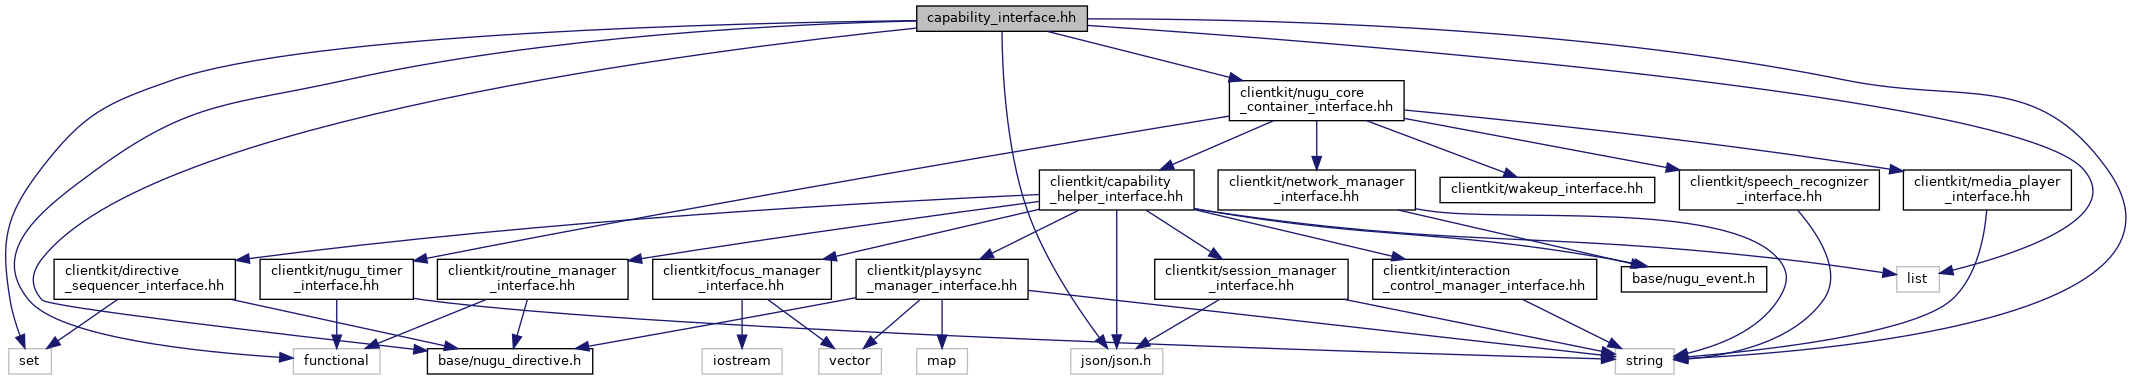 capability_interface.hh
clientkit/nugu_core
_container_interface.hh
clientkit/capability
_helper_interface.hh
clientkit/network_manager
_interface.hh
clientkit/wakeup_interface.hh
clientkit/speech_recognizer
_interface.hh
clientkit/media_player
_interface.hh
clientkit/directive
_sequencer_interface.hh
clientkit/nugu_timer
_interface.hh
clientkit/routine_manager
_interface.hh
clientkit/focus_manager
_interface.hh
clientkit/playsync
_manager_interface.hh
clientkit/session_manager
_interface.hh
clientkit/interaction
_control_manager_interface.hh
base/nugu_event.h
list
set
functional
base/nugu_directive.h
iostream
vector
map
json/json.h
string